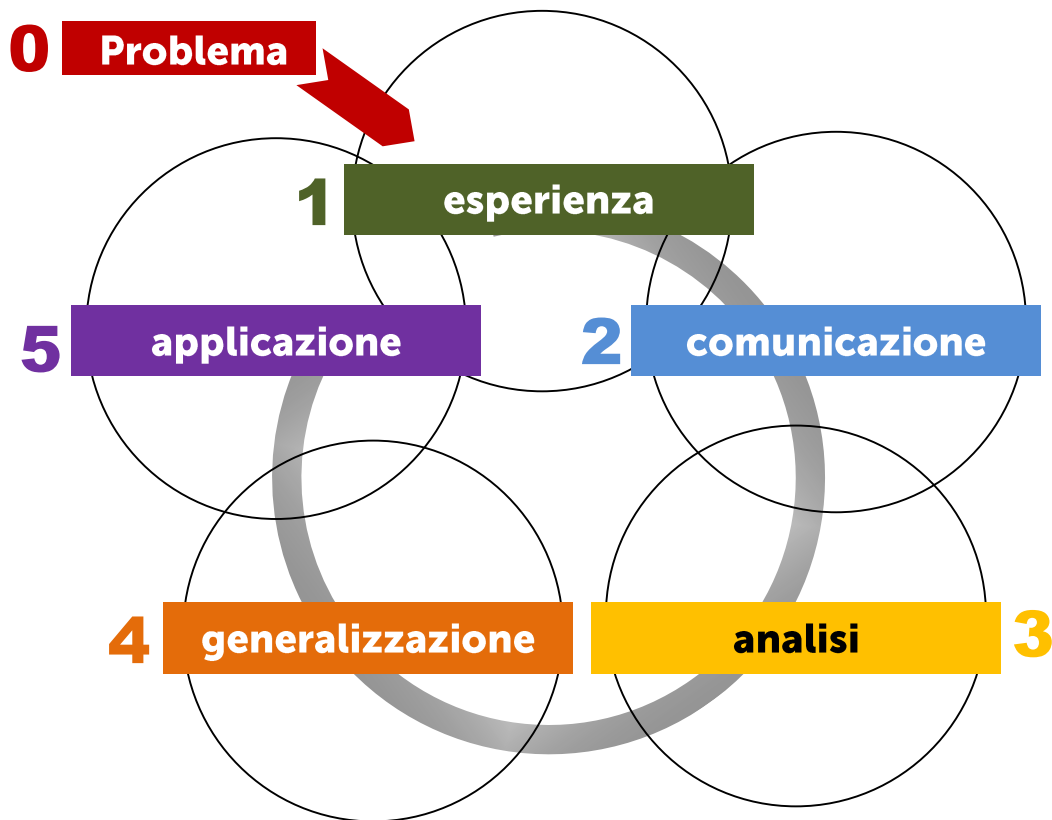 0 Problema
1 esperienza
2 comunicazione
3 analisi
4 generalizzazione
5 applicazione